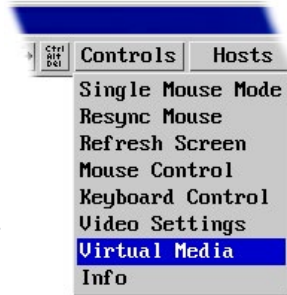 Ctrl
Alt
Del
Controls
Hosts
Single Mouse Mode
Resync Mouse
Refresh Screen
Mouse Control
Keyboard Control
Video Settings
Virtual Media
Info